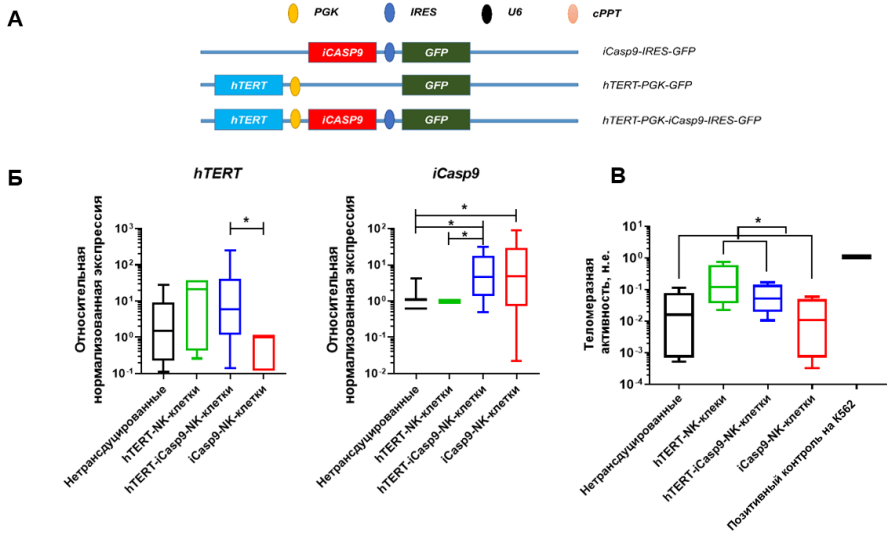 А
PGK IRES U6 cPPT
iCASP9 GFP iCasp9-IRES-GFP
hTERT GFP hTERT-PGK-GFP
hTERT iCASP9 GFP hTERT-PGK-iCasp9-IRES-GFP
Б
hTERT
Относительная
нормализованная экспрессия
10³
10²
10¹
10⁰
10⁻¹
*
Нетрансдуцированные
hTERT-NK-клетки
hTERT-iCasp9-NK-клетки
iCasp9-NK-клетки
iCasp9
Относительная
нормализованная экспрессия
10²
10¹
10⁰
10⁻¹
10⁻²
*
*
*
Нетрансдуцированные
hTERT-NK-клетки
hTERT-iCasp9-NK-клетки
iCasp9-NK-клетки
В
Теломеразная
активность, н.е.
10¹
10⁰
10⁻¹
10⁻²
10⁻³
10⁻⁴
*
Нетрансдуцированные
hTERT-NK-клеки
hTERT-iCasp9-NK-клетки
iCasp9-NK-клетки
Позитивный контроль на К562